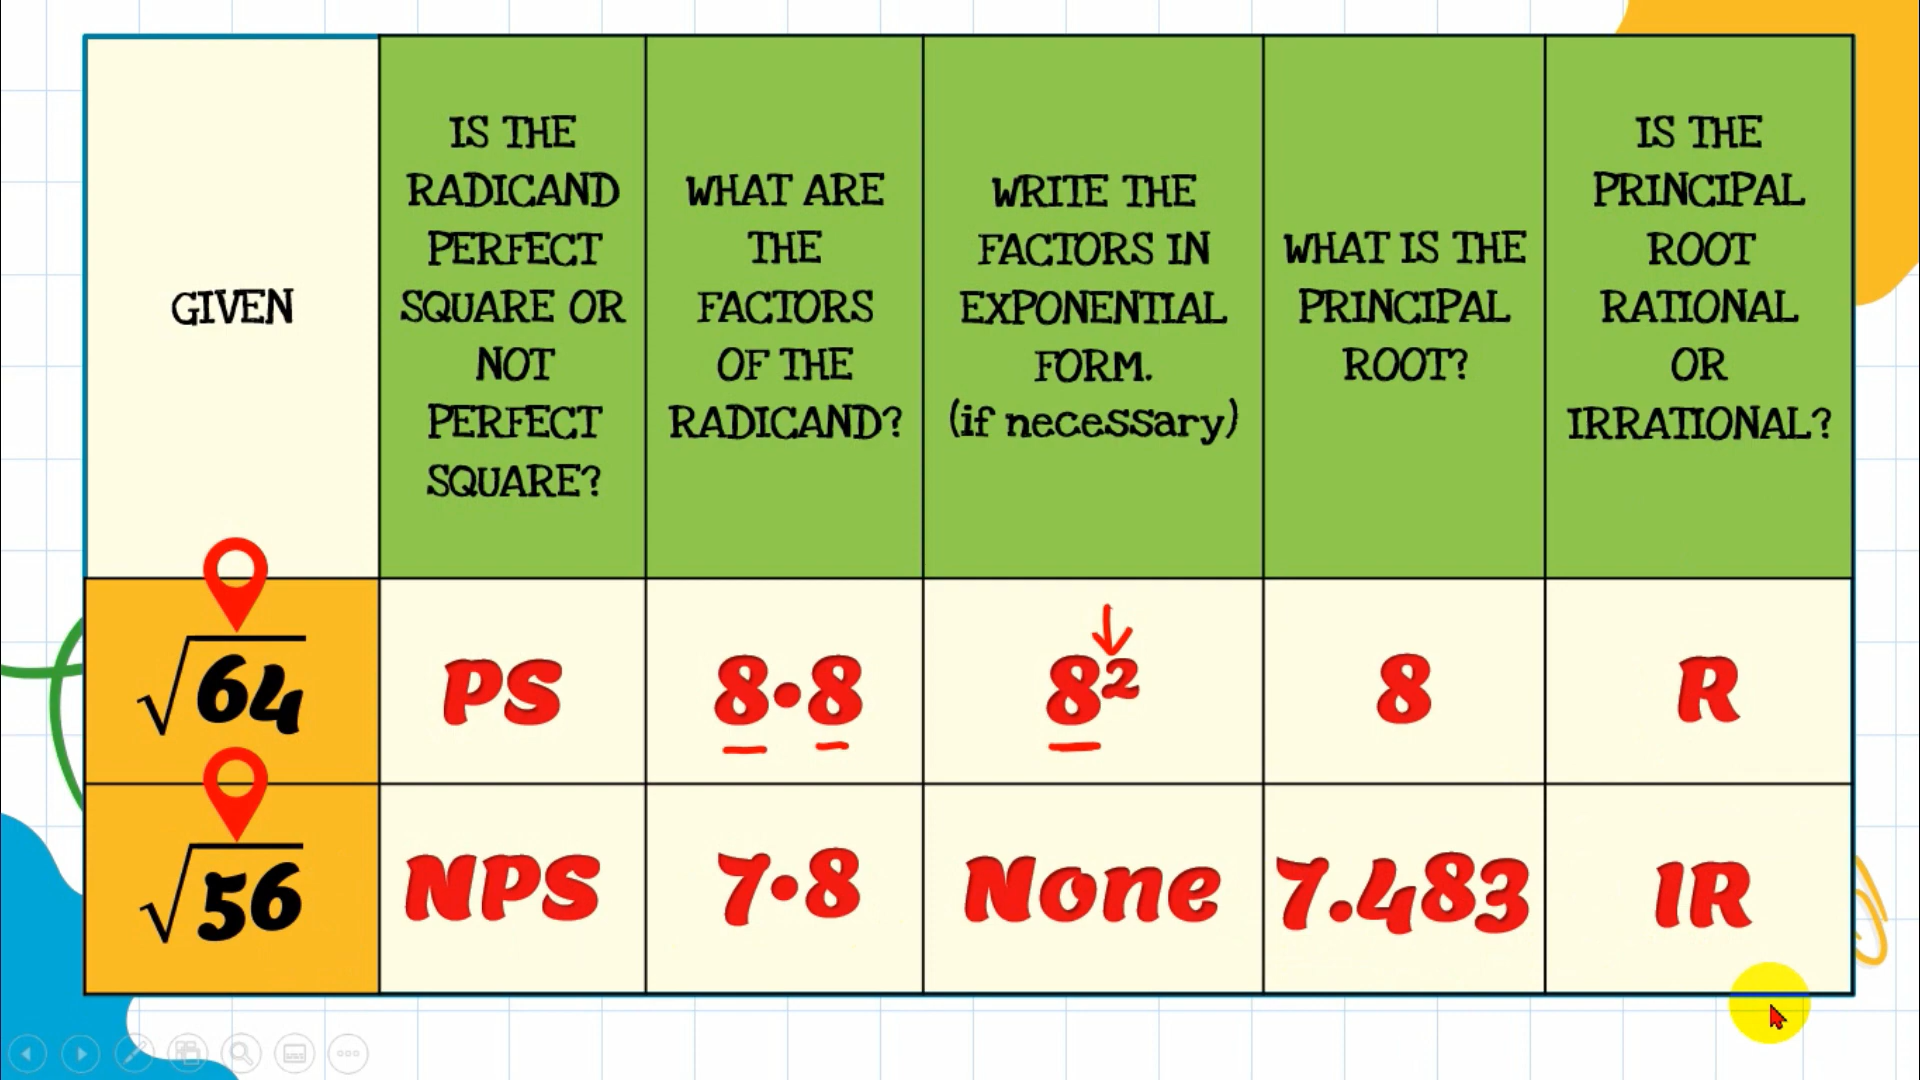 GIVEN
IS THE
RADICAND
PERFECT
SQUARE OR
NOT
PERFECT
SQUARE?
WHAT ARE
THE
FACTORS
OF THE
RADICAND?
WRITE THE
FACTORS IN
EXPONENTIAL
FORM.
(if necessary)
WHAT IS THE
PRINCIPAL
ROOT?
IS THE
PRINCIPAL
ROOT
RATIONAL
OR
IRRATIONAL?
√64
PS
8•8
8²
8
R
√56
NPS
7•8
None
7.483
IR